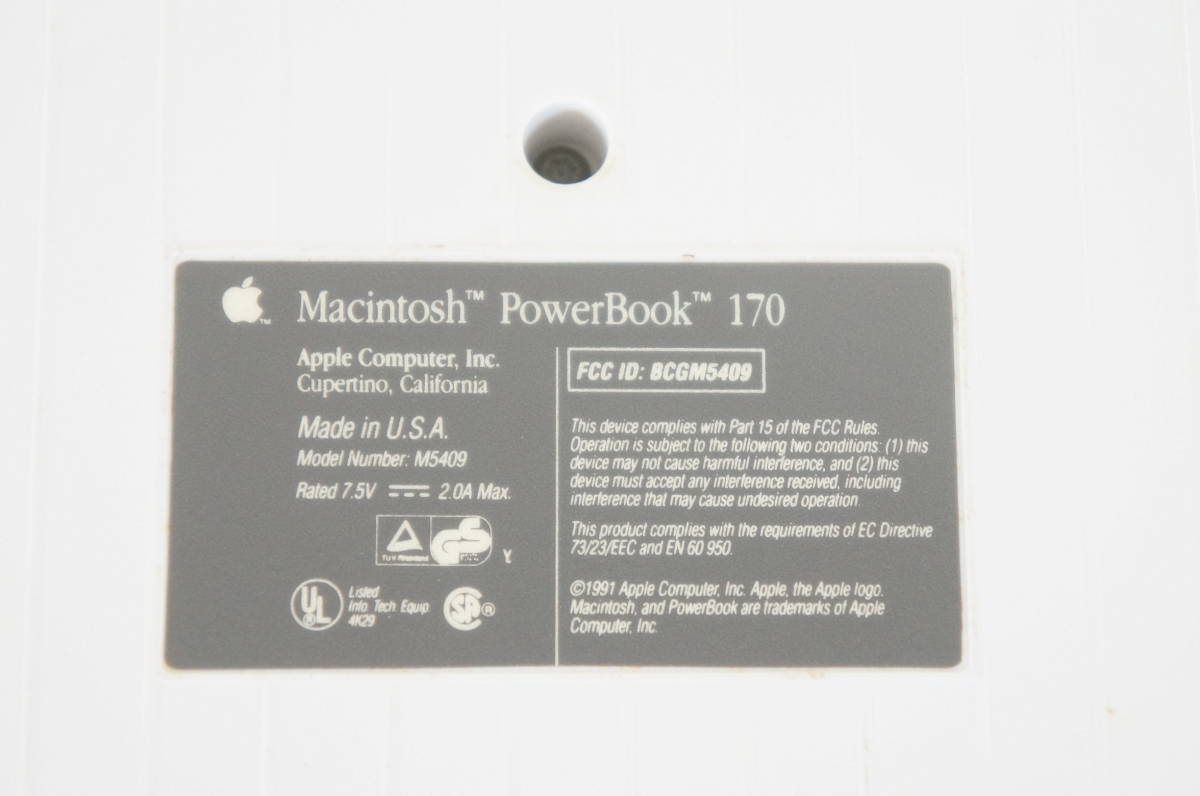 Macintosh™ PowerBook™ 170
Apple Computer, Inc.
Cupertino, California
Made in U.S.A.
Model Number: M5409
Rated 7.5V ⎓ 2.0A Max.
TUV Rheinland GS
UL ® Listed
Info Tech Equip
4K29
SP®
FCC ID: BCGM5409
This device complies with Part 15 of the FCC Rules.
Operation is subject to the following two conditions: (1) this
device may not cause harmful interference, and (2) this
device must accept any interference received, including
interference that may cause undesired operation.
This product complies with the requirements of EC Directive
73/23/EEC and EN 60 950.
©1991 Apple Computer, Inc. Apple, the Apple logo.
Macintosh, and PowerBook are trademarks of Apple
Computer, Inc.